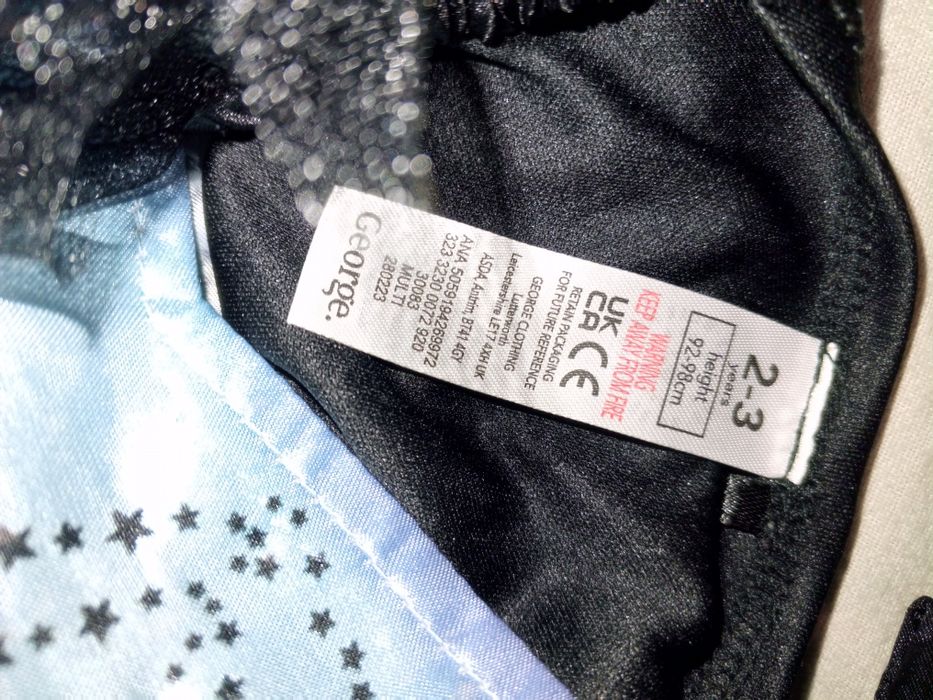 2-3
years
height
92-98cm
WARNING
KEEP AWAY FROM FIRE
UK
CA CE
RETAIN PACKAGING
FOR FUTURE REFERENCE
GEORGE CLOTHING
Lutterworth
Leicestershire LE17 4XH UK
ASDA Antrim, BT41 4GY
ANA 5059194269972
323 3230 0077 920
30083
MULTI
280223
George.